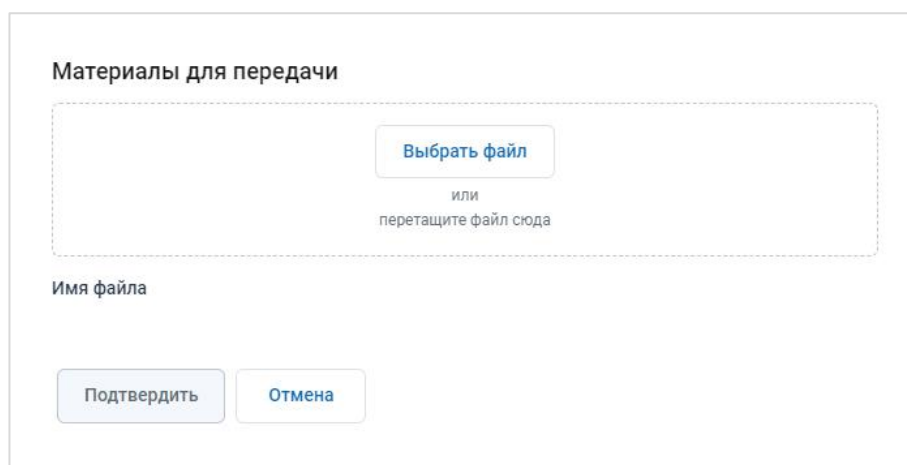 Материалы для передачи
Выбрать файл
или
перетащите файл сюда
Имя файла
Подтвердить
Отмена